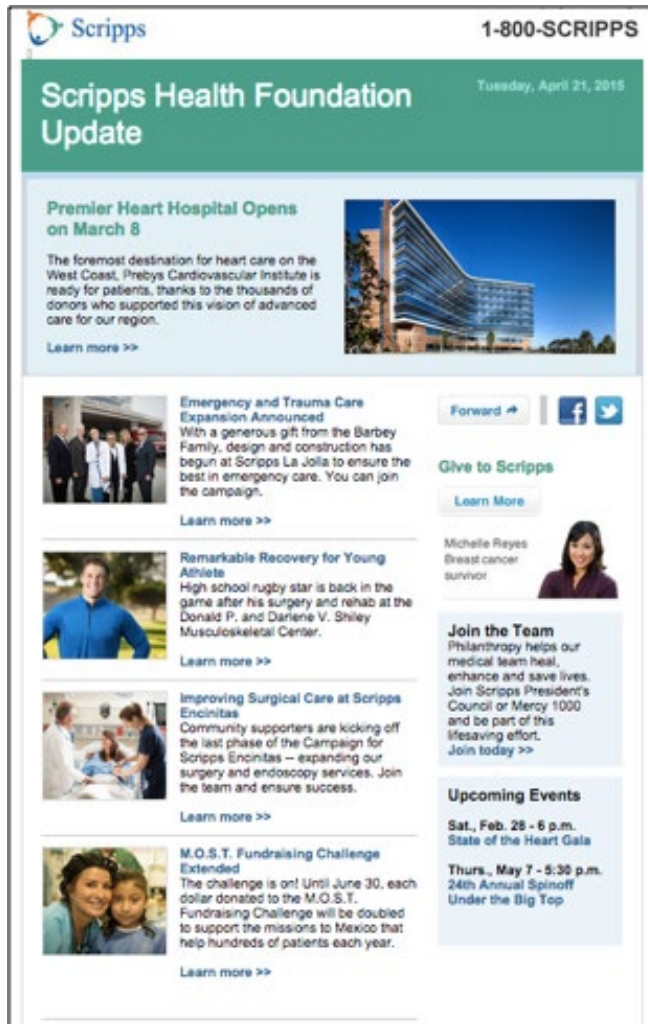 Scripps
1-800-SCRIPPS
Scripps Health Foundation
Update
Tuesday, April 21, 2015
Premier Heart Hospital Opens
on March 8
The foremost destination for heart care on the
West Coast, Prebys Cardiovascular Institute is
ready for patients, thanks to the thousands of
donors who supported this vision of advanced
care for our region.
Learn more >>
Emergency and Trauma Care
Expansion Announced
With a generous gift from the Barbey
Family, design and construction has
begun at Scripps La Jolla to ensure the
best in emergency care. You can join
the campaign.
Learn more >>
Remarkable Recovery for Young
Athlete
High school rugby star is back in the
game after his surgery and rehab at the
Donald P. and Darlene V. Shiley
Musculoskeletal Center.
Learn more >>
Improving Surgical Care at Scripps
Encinitas
Community supporters are kicking off
the last phase of the Campaign for
Scripps Encinitas -- expanding our
surgery and endoscopy services. Join
the team and ensure success.
Learn more >>
M.O.S.T. Fundraising Challenge
Extended
The challenge is on! Until June 30, each
dollar donated to the M.O.S.T.
Fundraising Challenge will be doubled
to support the missions to Mexico that
help hundreds of patients each year.
Learn more >>
Forward
Give to Scripps
Learn More
Michelle Reyes
Breast cancer
survivor
Join the Team
Philanthropy helps our
medical team heal,
enhance and save lives.
Join Scripps President's
Council or Mercy 1000
and be part of this
lifesaving effort.
Join today >>
Upcoming Events
Sat., Feb. 28 - 6 p.m.
State of the Heart Gala
Thurs., May 7 - 5:30 p.m.
24th Annual Spinoff
Under the Big Top